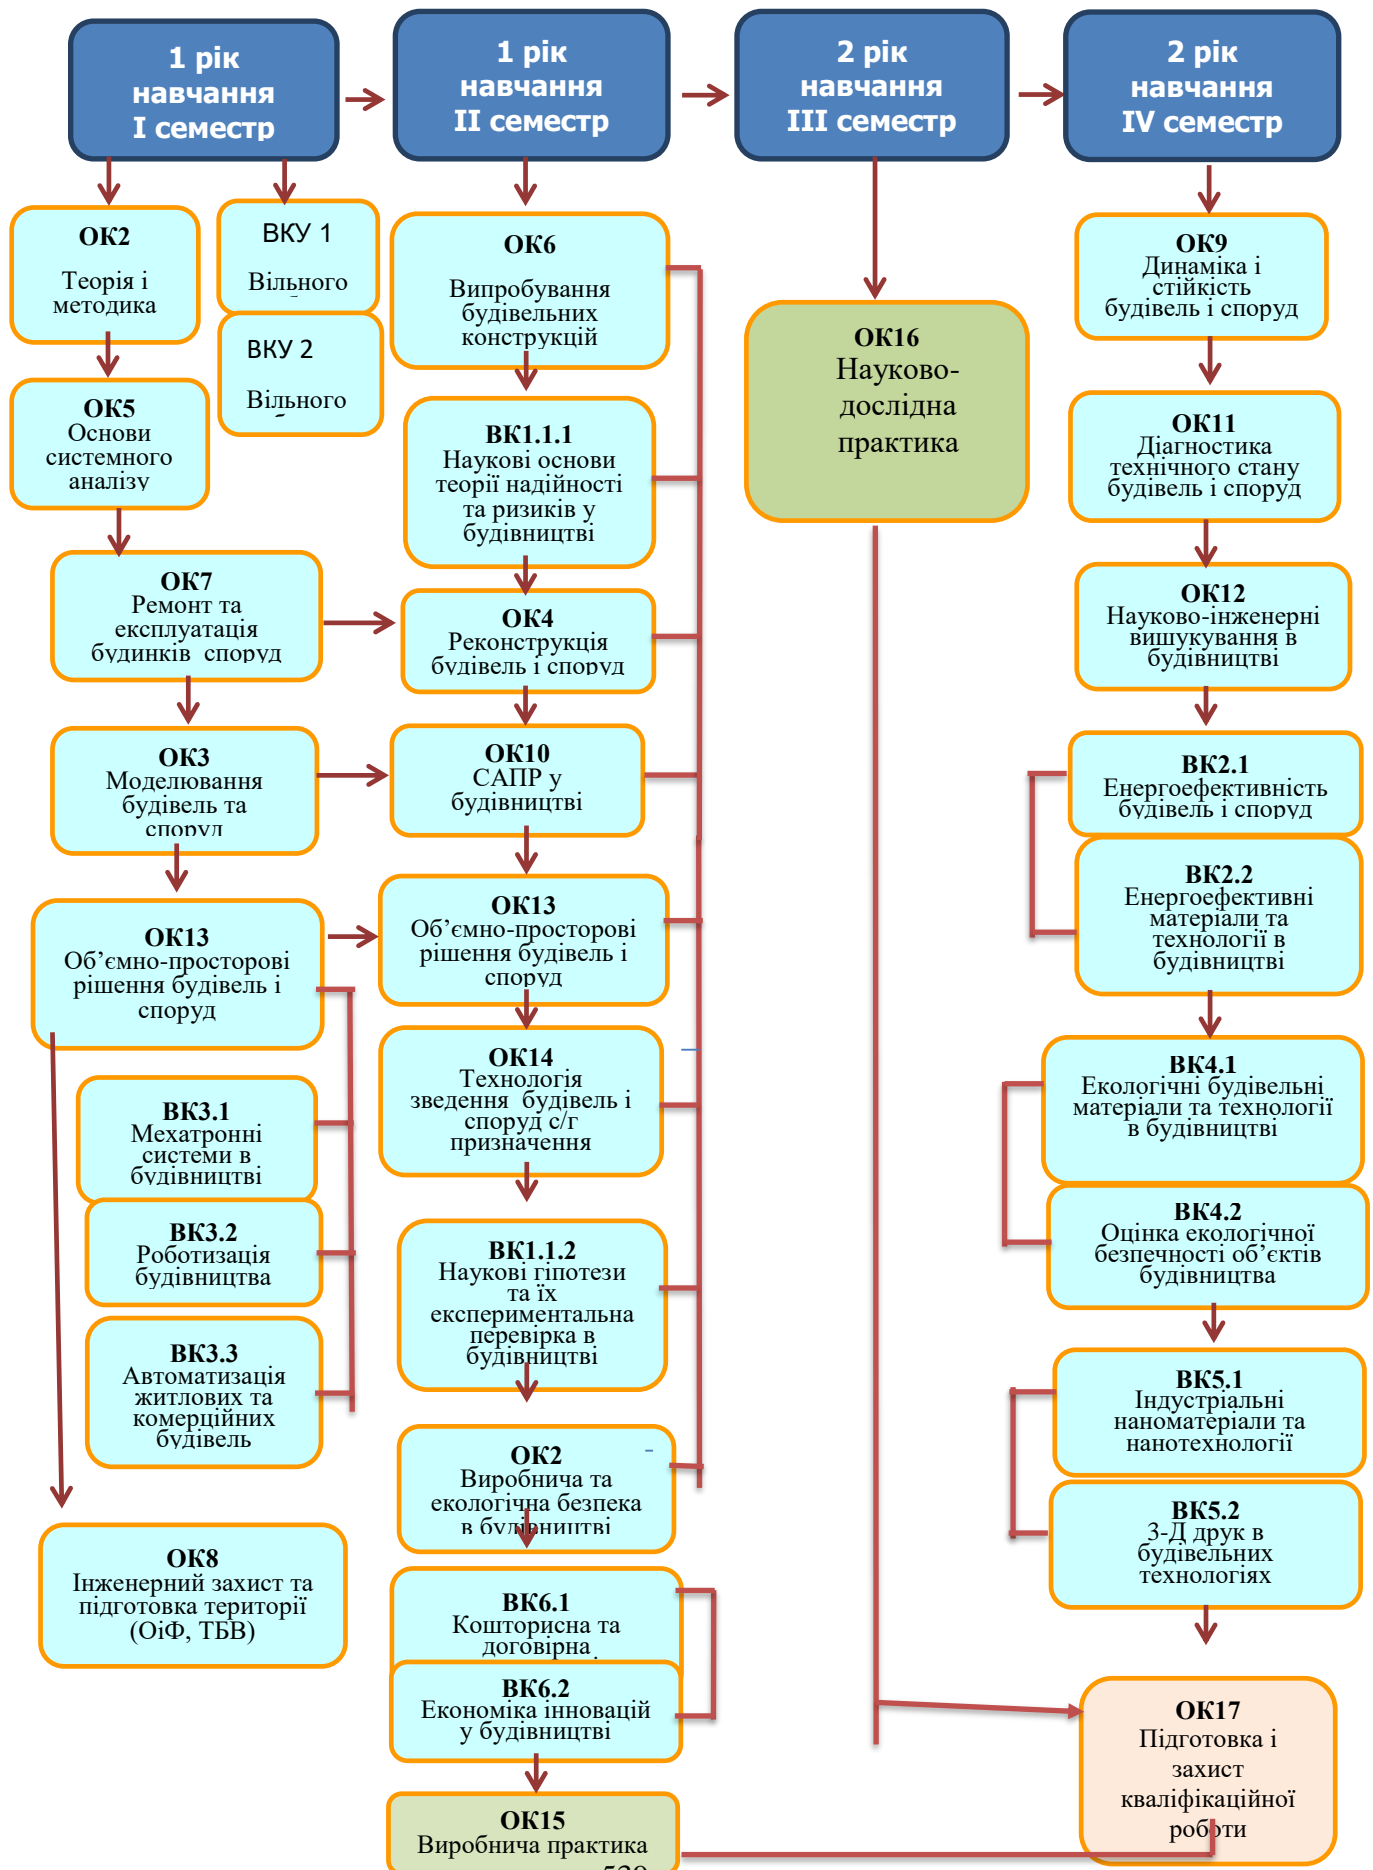 1 рік
навчання
I семестр
1 рік
навчання
II семестр
2 рік
навчання
III семестр
2 рік
навчання
IV семестр
ОК2
Теорія і
методика
ВКУ 1
Вільного
ВКУ 2
Вільного
ОК5
Основи
системного
аналізу
ОК7
Ремонт та
експлуатація
будинків споруд
ОК3
Моделювання
будівель та
споруд
ОК13
Об’ємно-просторові
рішення будівель і
споруд
ВК3.1
Мехатронні
системи в
будівництві
ВК3.2
Роботизація
будівництва
ВК3.3
Автоматизація
житлових та
комерційних
будівель
ОК8
Інженерний захист та
підготовка території
(ОіФ, ТБВ)
ОК6
Випробування
будівельних
конструкцій
ВК1.1.1
Наукові основи
теорії надійності
та ризиків у
будівництві
ОК4
Реконструкція
будівель і споруд
ОК10
САПР у
будівництві
ОК13
Об’ємно-просторові
рішення будівель і
споруд
ОК14
Технологія
зведення будівель і
споруд с/г
призначення
ВК1.1.2
Наукові гіпотези
та їх
експериментальна
перевірка в
будівництві
ОК2
Виробнича та
екологічна безпека
в будівництві
ВК6.1
Кошторисна та
договірна
ВК6.2
Економіка інновацій
у будівництві
ОК15
Виробнича практика
ОК16
Науково-
дослідна
практика
ОК9
Динаміка і
стійкість
будівель і споруд
ОК11
Діагностика
технічного стану
будівель і споруд
ОК12
Науково-інженерні
вишукування в
будівництві
ВК2.1
Енергоефективність
будівель і споруд
ВК2.2
Енергоефективні
матеріали та
технології в
будівництві
ВК4.1
Екологічні будівельні
матеріали та технології
в будівництві
ВК4.2
Оцінка екологічної
безпечності об’єктів
будівництва
ВК5.1
Індустріальні
наноматеріали та
нанотехнології
ВК5.2
3-Д друк в
будівельних
технологіях
ОК17
Підготовка і
захист
кваліфікаційної
роботи